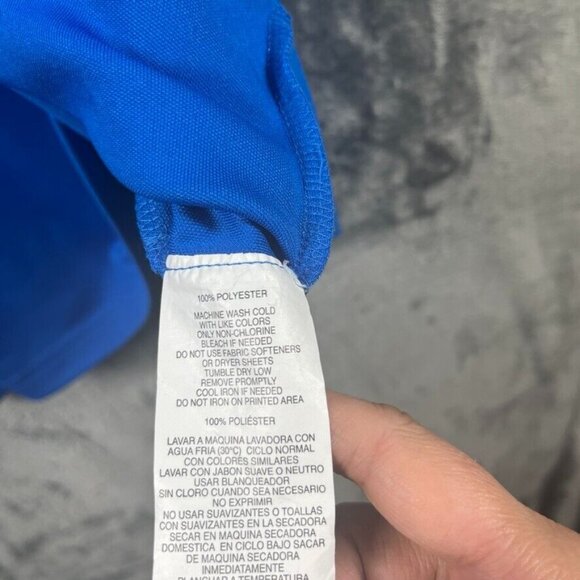 100% POLYESTER
MACHINE WASH COLD
WITH LIKE COLORS
ONLY NON-CHLORINE
BLEACH IF NEEDED
DO NOT USE FABRIC SOFTENERS
OR DRYER SHEETS
TUMBLE DRY LOW
REMOVE PROMPTLY
COOL IRON IF NEEDED
DO NOT IRON ON PRINTED AREA
100% POLIÉSTER
LAVAR A MAQUINA LAVADORA CON
AGUA FRIA (30°C) CICLO NORMAL
CON COLORES SIMILARES
LAVAR CON JABON SUAVE O NEUTRO
USAR BLANQUEADOR
SIN CLORO CUANDO SEA NECESARIO
NO EXPRIMIR
NO USAR SUAVIZANTES O TOALLAS
CON SUAVIZANTES EN LA SECADORA
SECAR EN MAQUINA SECADORA
DOMESTICA EN CICLO BAJO SACAR
DE MAQUINA SECADORA
INMEDIATAMENTE
PLANCHAR A TEMPERATURA